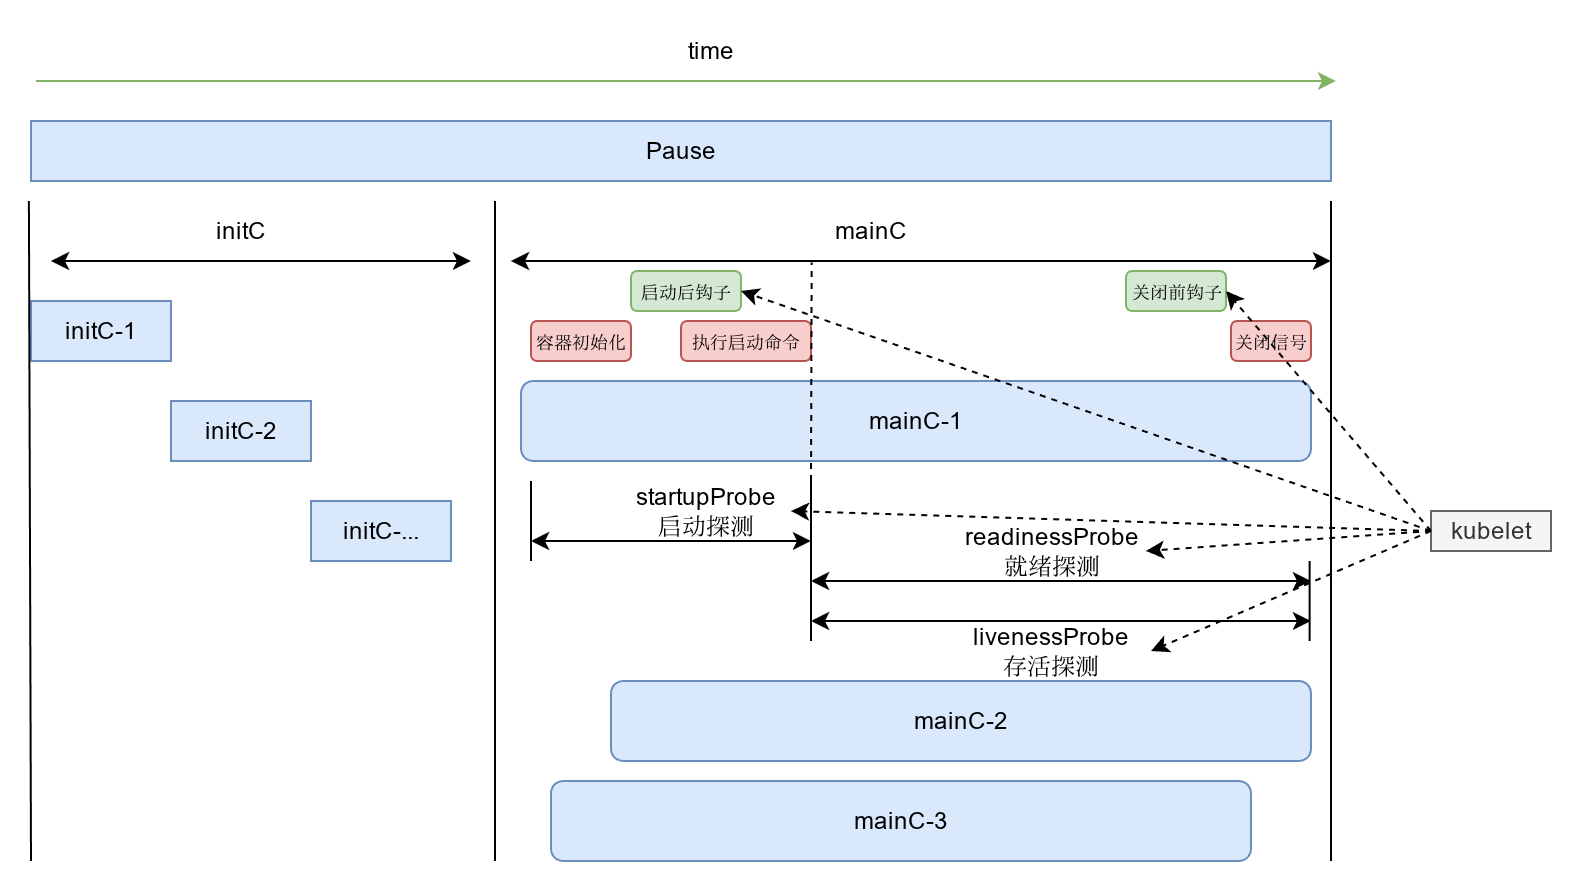 time
Pause
initC
mainC
启动后钩子
关闭前钩子
initC-1
容器初始化
执行启动命令
关闭信号
initC-2
mainC-1
initC-...
startupProbe
启动探测
kubelet
readinessProbe
就绪探测
livenessProbe
存活探测
mainC-2
mainC-3